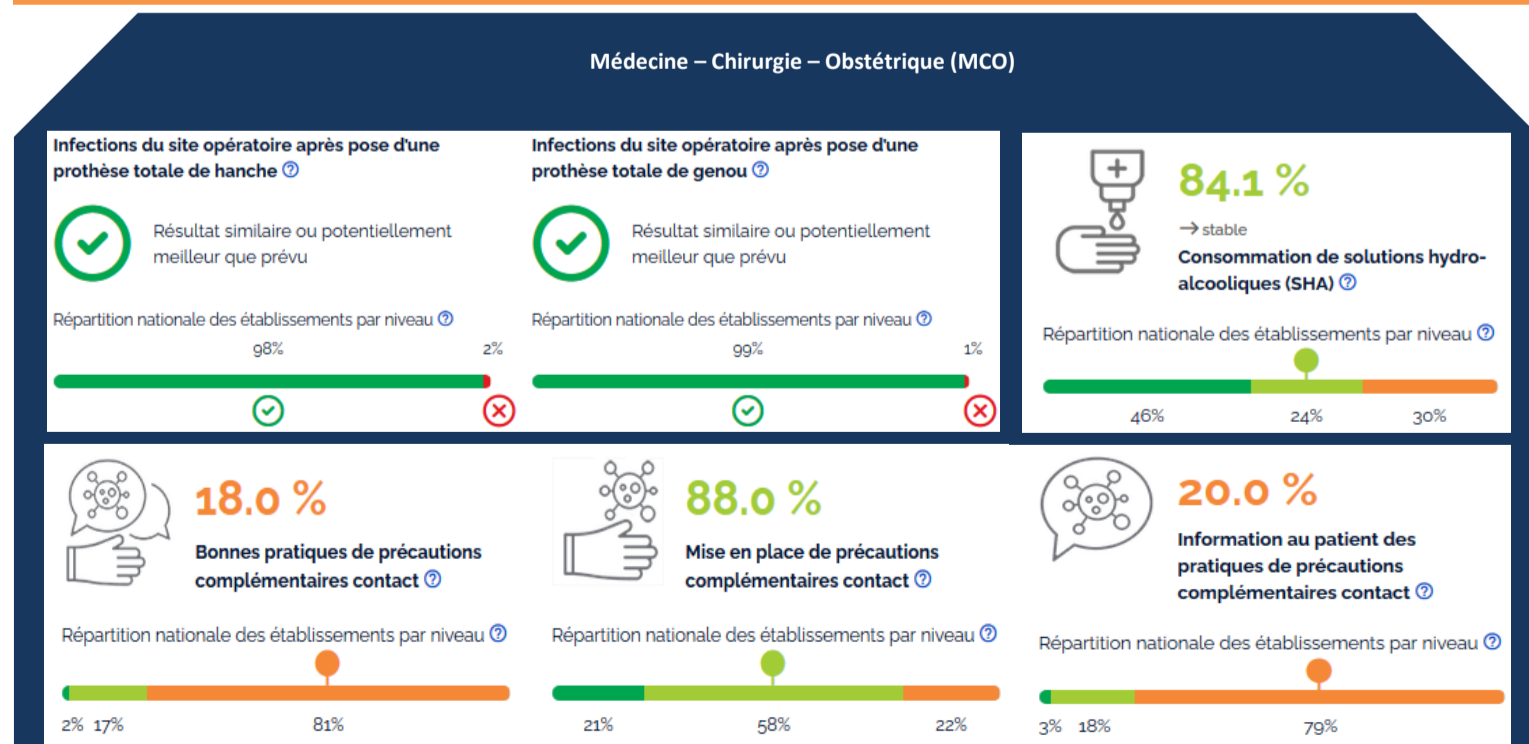 Médecine – Chirurgie – Obstétrique (MCO)
Infections du site opératoire après pose d'une
prothèse totale de hanche ?
Résultat similaire ou potentiellement
meilleur que prévu
Répartition nationale des établissements par niveau ?
98% 2%
Infections du site opératoire après pose d'une
prothèse totale de genou ?
Résultat similaire ou potentiellement
meilleur que prévu
Répartition nationale des établissements par niveau ?
99% 1%
84.1 %
→ stable
Consommation de solutions hydro-
alcooliques (SHA) ?
Répartition nationale des établissements par niveau ?
46% 24% 30%
18.0 %
Bonnes pratiques de précautions
complémentaires contact ?
Répartition nationale des établissements par niveau ?
2% 17% 81%
88.0 %
Mise en place de précautions
complémentaires contact ?
Répartition nationale des établissements par niveau ?
21% 58% 22%
20.0 %
Information au patient des
pratiques de précautions
complémentaires contact ?
Répartition nationale des établissements par niveau ?
3% 18% 79%